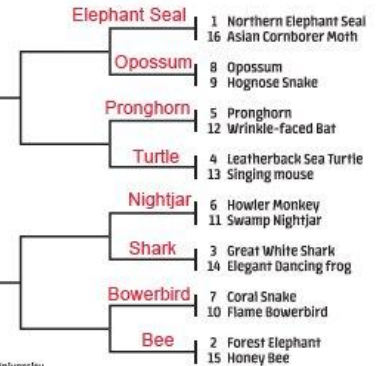 Elephant Seal
1 Northern Elephant Seal
16 Asian Cornborer Moth
Opossum
8 Opossum
9 Hognose Snake
Pronghorn
5 Pronghorn
12 Wrinkle-faced Bat
Turtle
4 Leatherback Sea Turtle
13 Singing mouse
Nightjar
6 Howler Monkey
11 Swamp Nightjar
Shark
3 Great White Shark
14 Elegant Dancing frog
Bowerbird
7 Coral Snake
10 Flame Bowerbird
Bee
2 Forest Elephant
15 Honey Bee